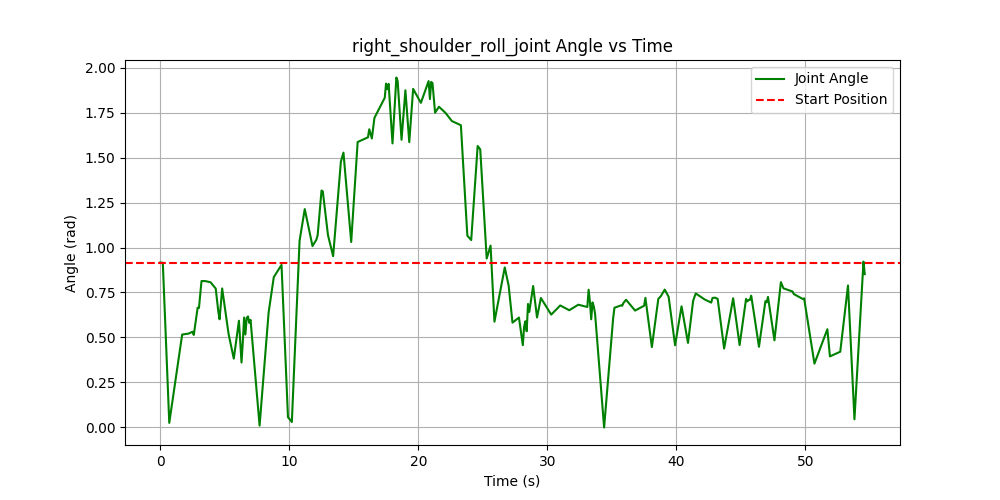 right_shoulder_roll_joint Angle vs Time
Joint Angle
Start Position
Angle (rad)
2.00
1.75
1.50
1.25
1.00
0.75
0.50
0.25
0.00
0 10 20 30 40 50
Time (s)